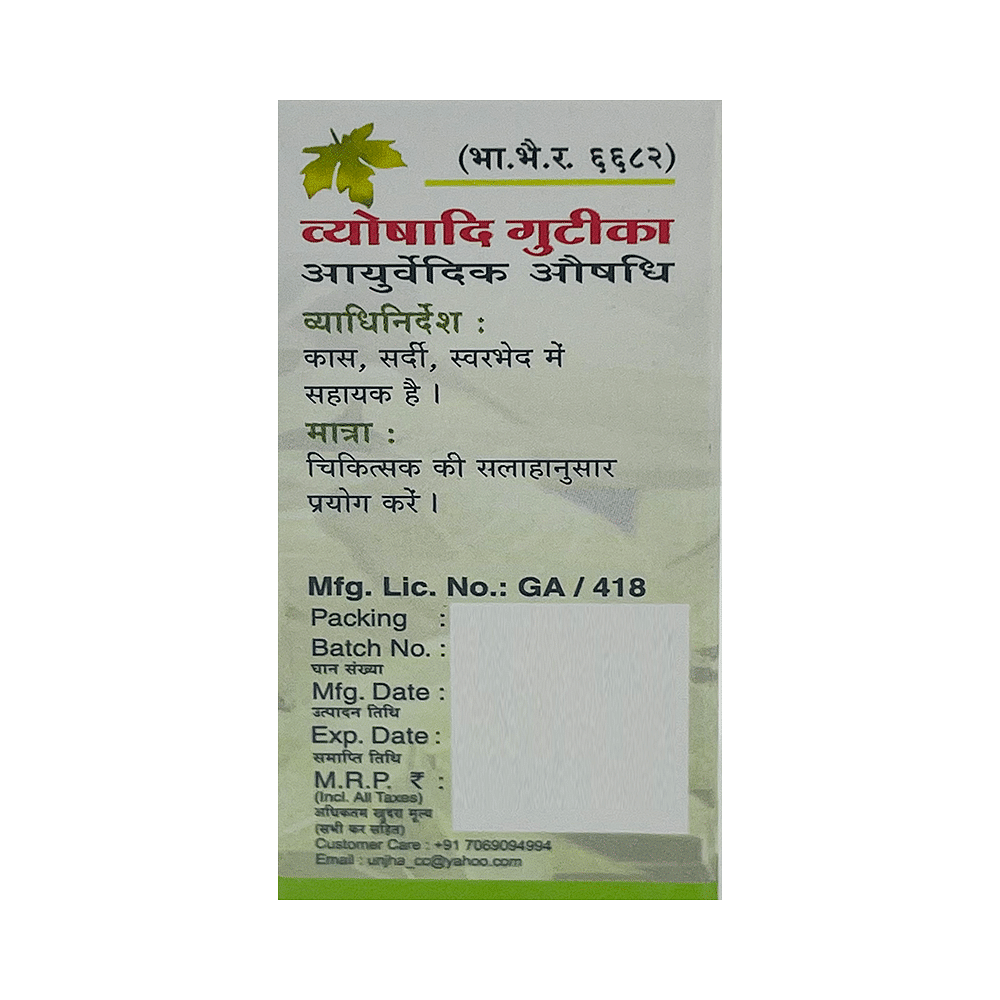 (भा.भै.र. ६६८२)
व्योषादि गुटीका
आयुर्वेदिक औषधि
व्याधिनिर्देश :
कास, सर्दी, स्वरभेद में
सहायक है ।
मात्रा :
चिकित्सक की सलाहानुसार
प्रयोग करें ।
Mfg. Lic. No.: GA / 418
Packing :
Batch No. :
घान संख्या
Mfg. Date :
उत्पादन तिथि
Exp. Date :
समाप्ति तिथि
M.R.P. ₹ :
(Incl. All Taxes)
अधिकतम खुदरा मूल्य
(सभी कर सहित)
Customer Care : +91 7069094994
Email : unjha_cc@yahoo.com